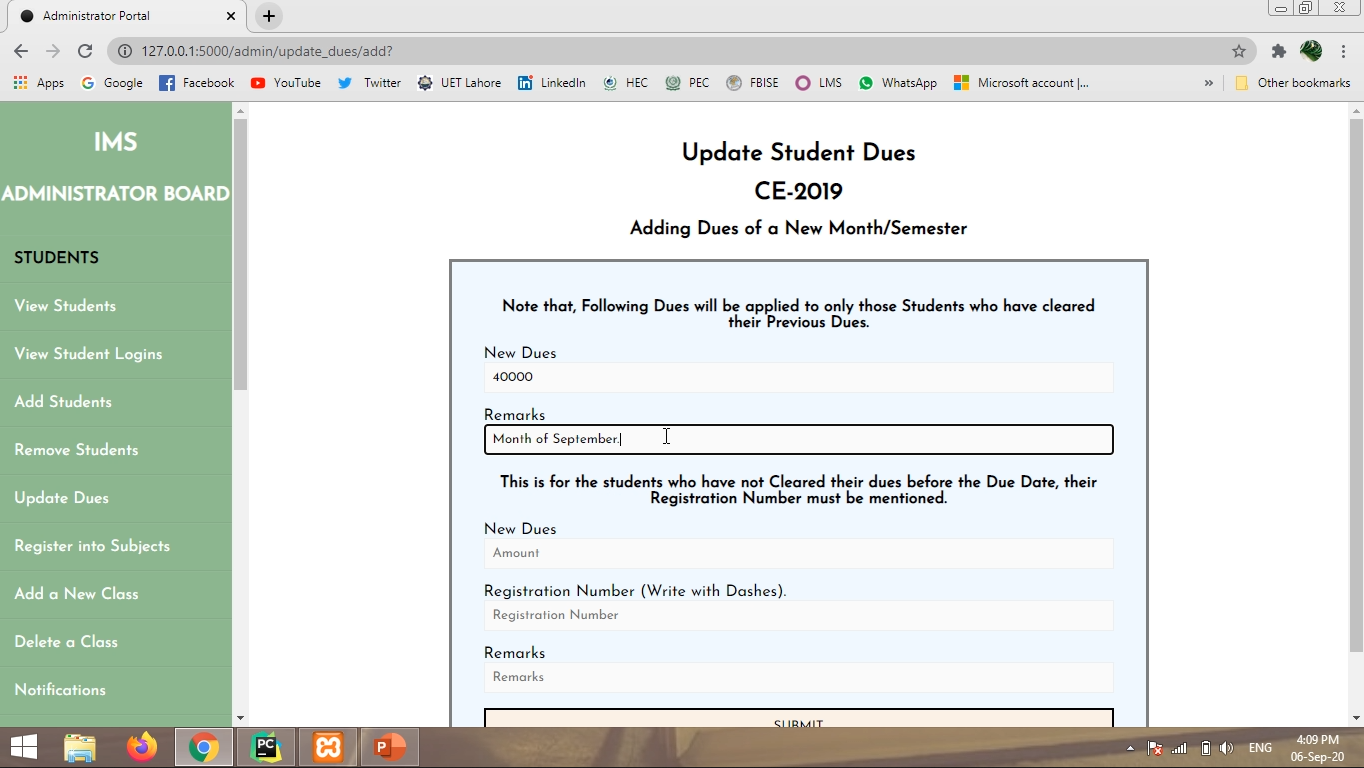 Administrator Portal
127.0.0.1:5000/admin/update_dues/add?
Apps Google Facebook YouTube Twitter UET Lahore LinkedIn HEC PEC FBISE LMS WhatsApp Microsoft account |... » Other bookmarks
IMS
ADMINISTRATOR BOARD
STUDENTS
View Students
View Student Logins
Add Students
Remove Students
Update Dues
Register into Subjects
Add a New Class
Delete a Class
Notifications
Update Student Dues
CE-2019
Adding Dues of a New Month/Semester
Note that, Following Dues will be applied to only those Students who have cleared
their Previous Dues.
New Dues
40000
Remarks
Month of September.
This is for the students who have not Cleared their dues before the Due Date, their
Registration Number must be mentioned.
New Dues
Amount
Registration Number (Write with Dashes).
Registration Number
Remarks
Remarks
SUBMIT
ENG
4:09 PM
06-Sep-20